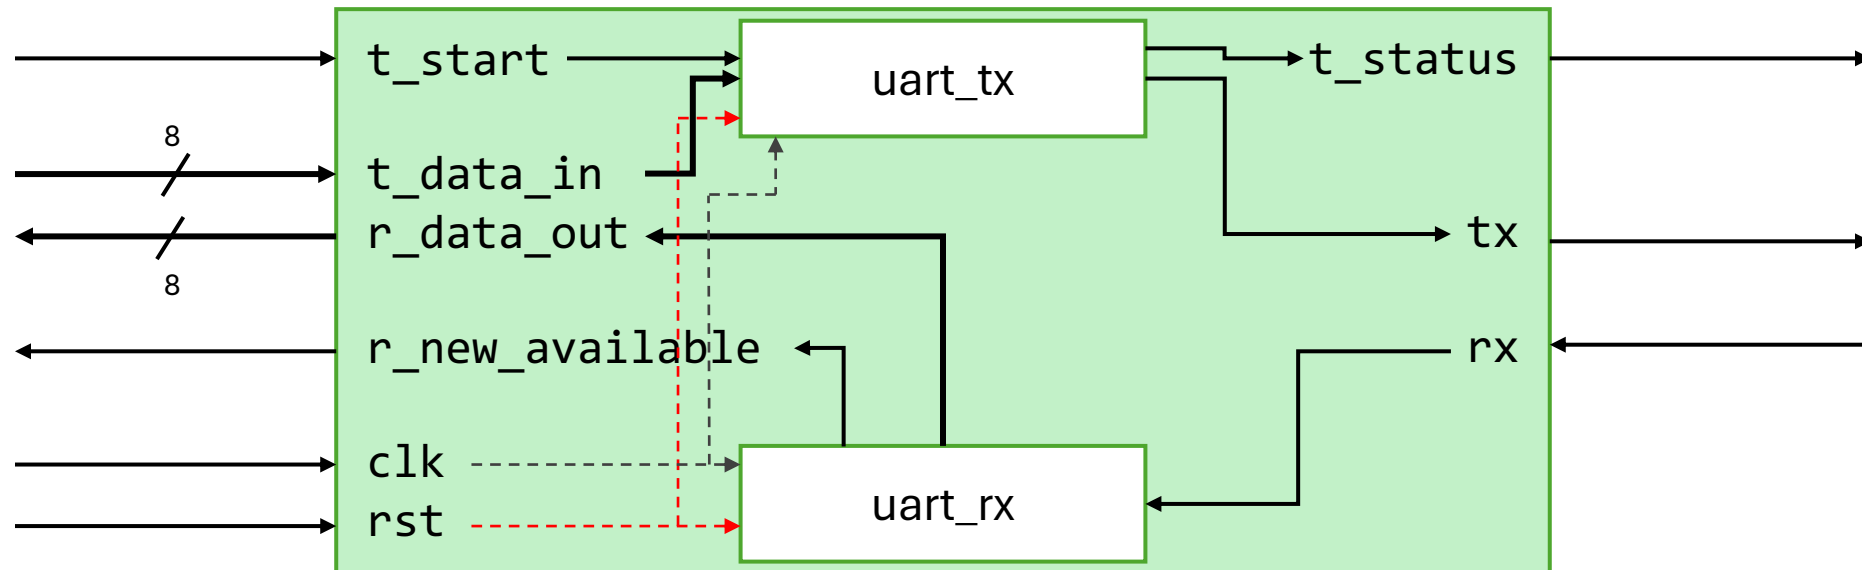 t_start
uart_tx
t_status
8
t_data_in
r_data_out
tx
8
r_new_available
rx
clk
uart_rx
rst